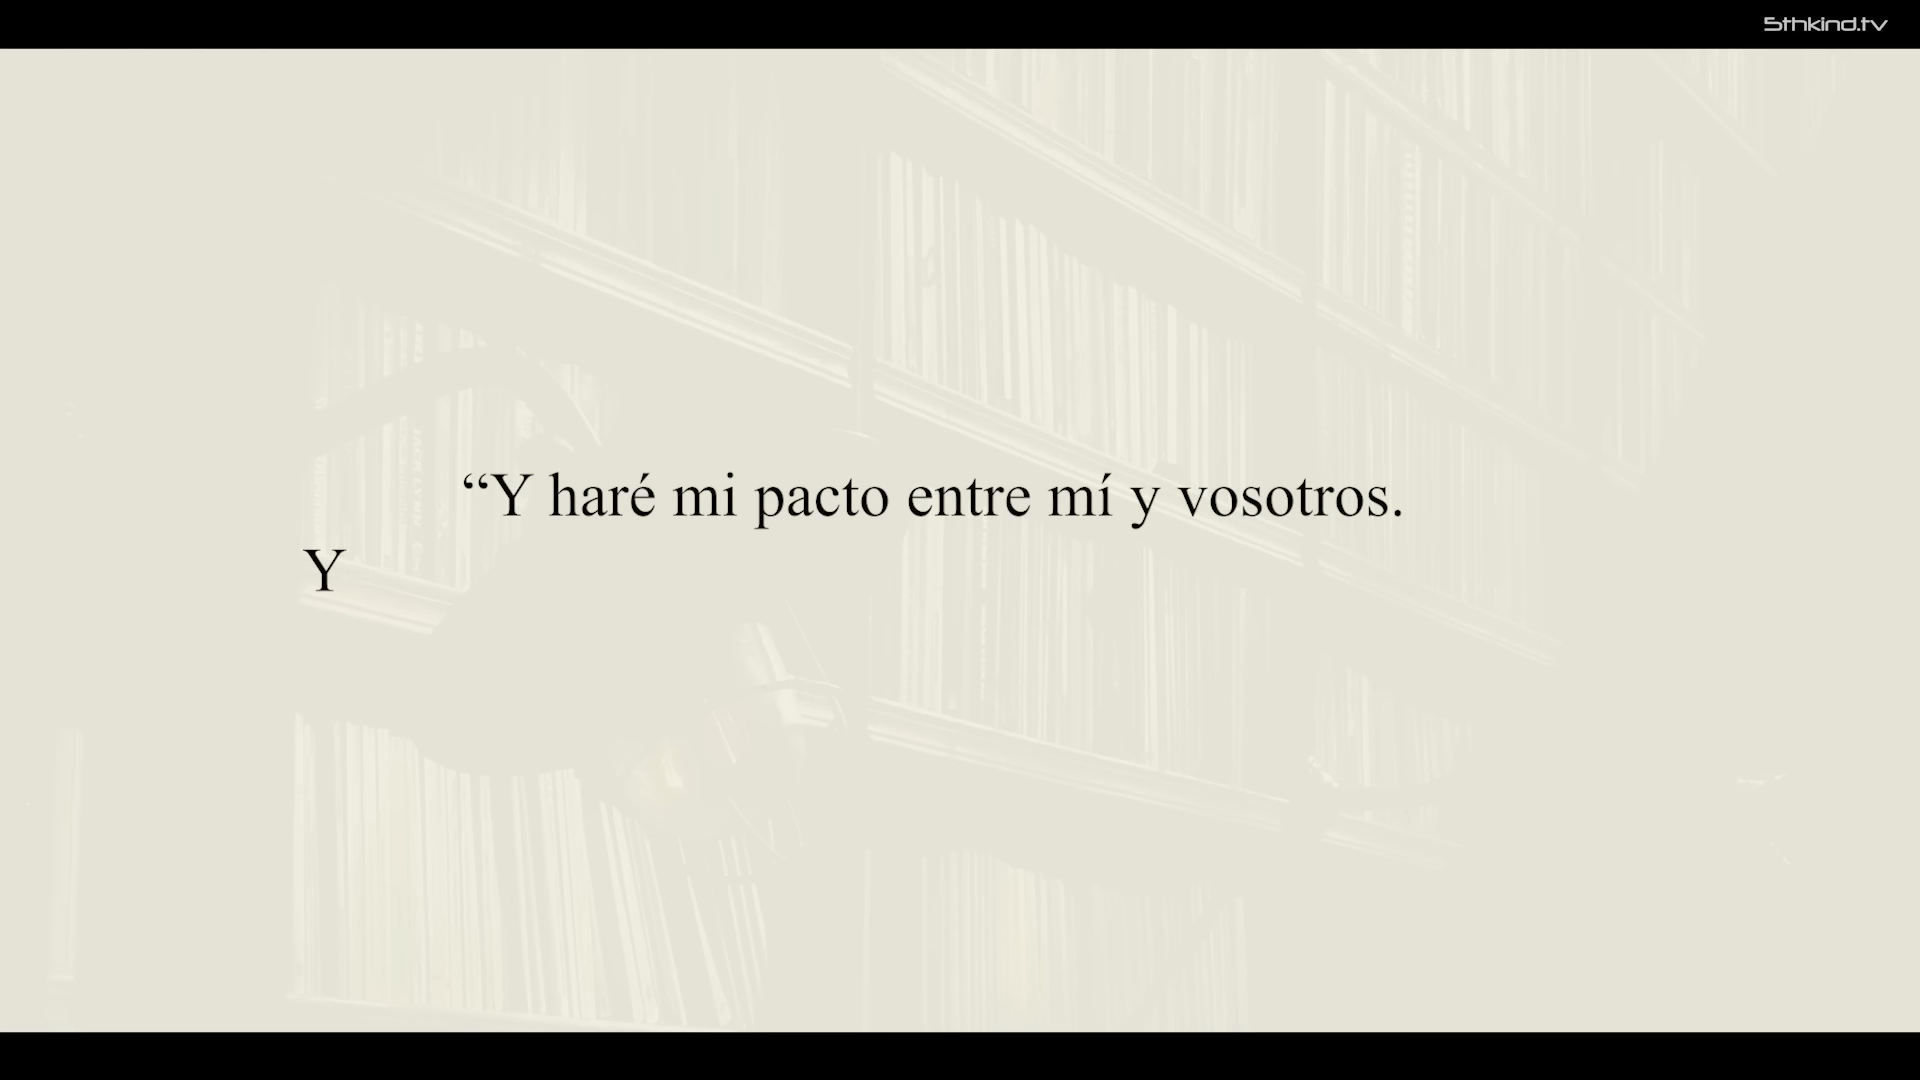 5thkind.tv
“Y haré mi pacto entre mí y vosotros.
Y